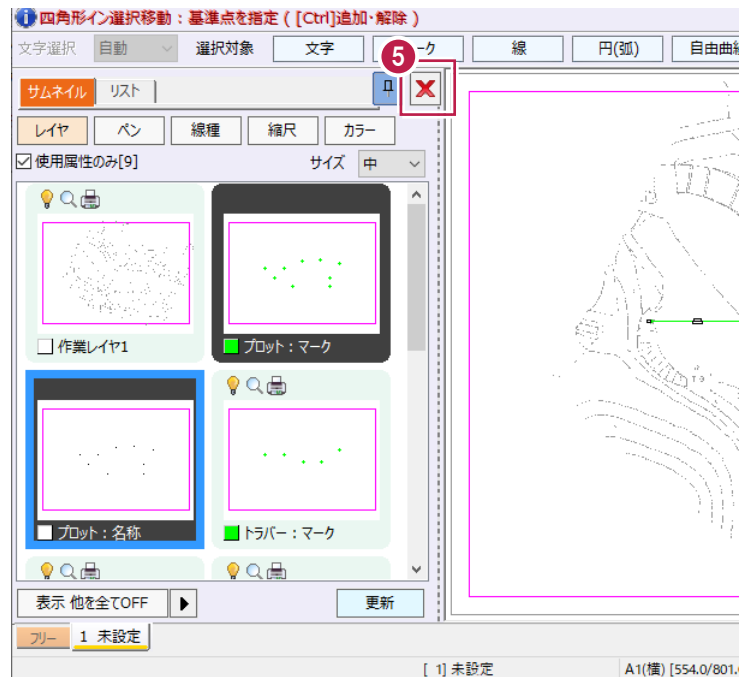 四角形イン選択移動：基準点を指定 ( [Ctrl]追加・解除 )
文字選択 自動 選択対象 文字 ーク 線 円(弧) 自由曲線
5
サムネイル リスト
レイヤ ペン 線種 縮尺 カラー
使用属性のみ[9] サイズ 中
作業レイヤ1 プロット：マーク
プロット：名称 トラバー：マーク
表示 他を全てOFF 更新
フリー 1 未設定
[ 1] 未設定 A1(横) [554.0/801.